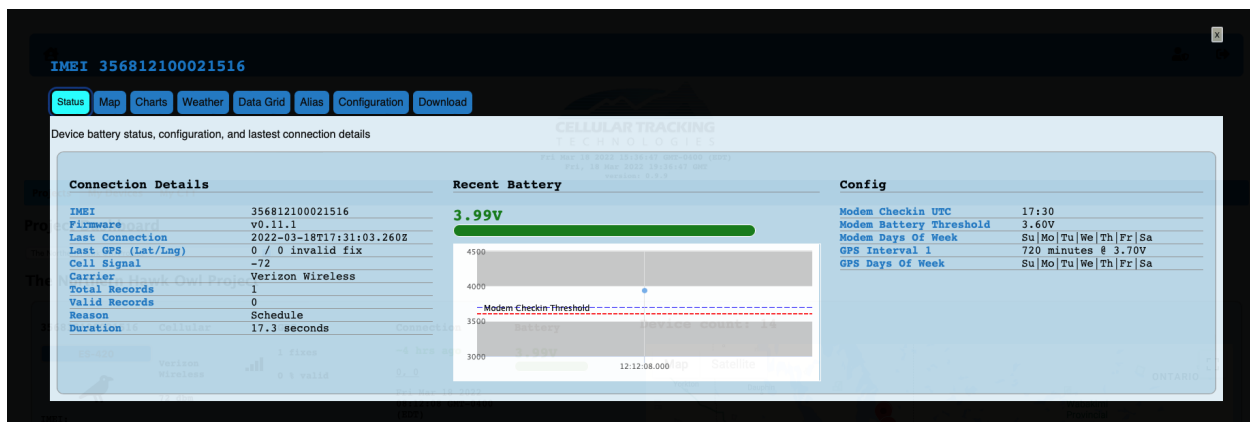 X
IMEI 356812100021516
Status Map Charts Weather Data Grid Alias Configuration Download
Device battery status, configuration, and lastest connection details
CELLULAR TRACKING
TECHNOLOGIES
Connection Details
IMEI 356812100021516
Firmware v0.11.1
Last Connection 2022-03-18T17:31:03.260Z
Last GPS (Lat/Lng) 0 / 0 invalid fix
Cell Signal -72
Carrier Verizon Wireless
Total Records 1
Valid Records 0
Reason Schedule
Duration 17.3 seconds
Recent Battery
3.99V
4500
4000
Modem Checkin Threshold
3500
3000
12:12:08.000
Config
Modem Checkin UTC 17:30
Modem Battery Threshold 3.60V
Modem Days Of Week Su|Mo|Tu|We|Th|Fr|Sa
GPS Interval 1 720 minutes @ 3.70V
GPS Days Of Week Su|Mo|Tu|We|Th|Fr|Sa
Device count: 14
Map Satellite
ONTARIO